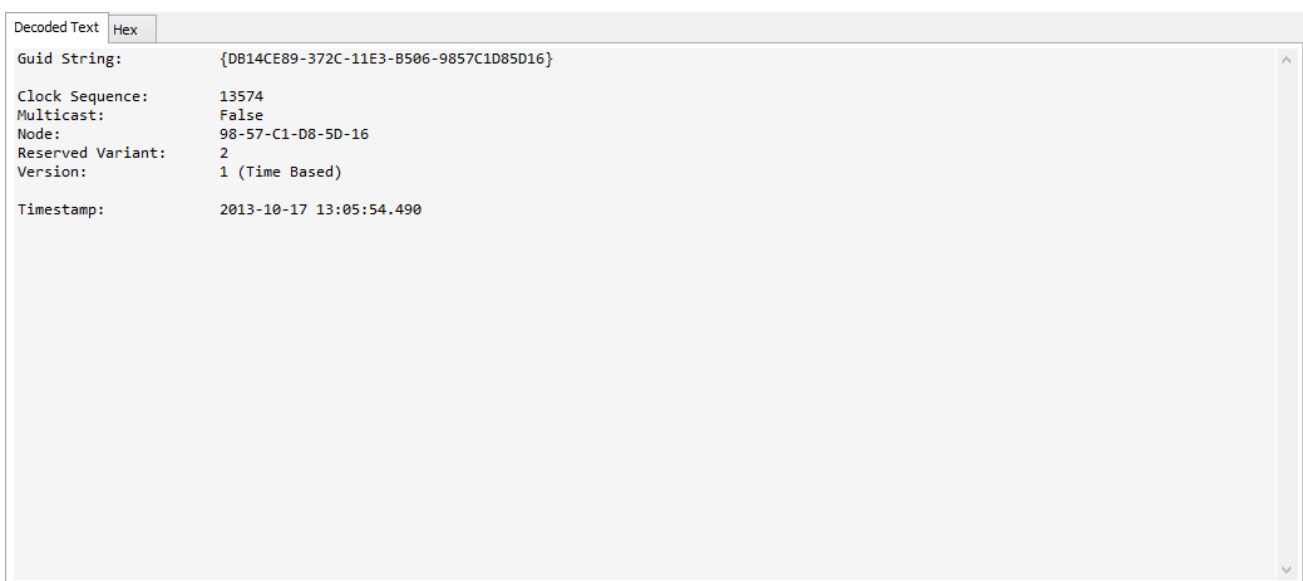 Decoded Text Hex
Guid String: {DB14CE89-372C-11E3-B506-9857C1D85D16}
Clock Sequence: 13574
Multicast: False
Node: 98-57-C1-D8-5D-16
Reserved Variant: 2
Version: 1 (Time Based)
Timestamp: 2013-10-17 13:05:54.490